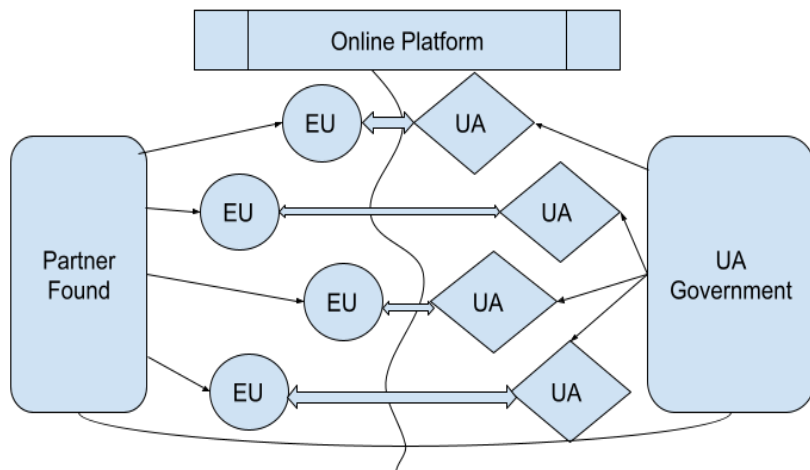 Online Platform
EU
UA
EU
UA
Partner
Found
UA
Government
EU
UA
EU
UA